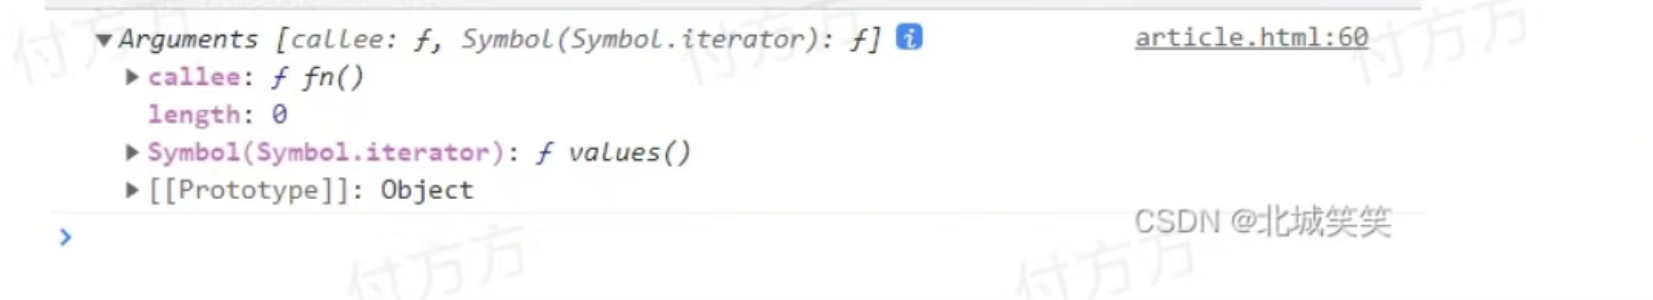 付方方
付方方
付方方
▼Arguments [callee: ƒ, Symbol(Symbol.iterator): ƒ] i article.html:60
▶callee: ƒ fn()
length: 0
▶Symbol(Symbol.iterator): ƒ values()
▶[[Prototype]]: Object
CSDN @北城笑笑
›
付方方
付方方